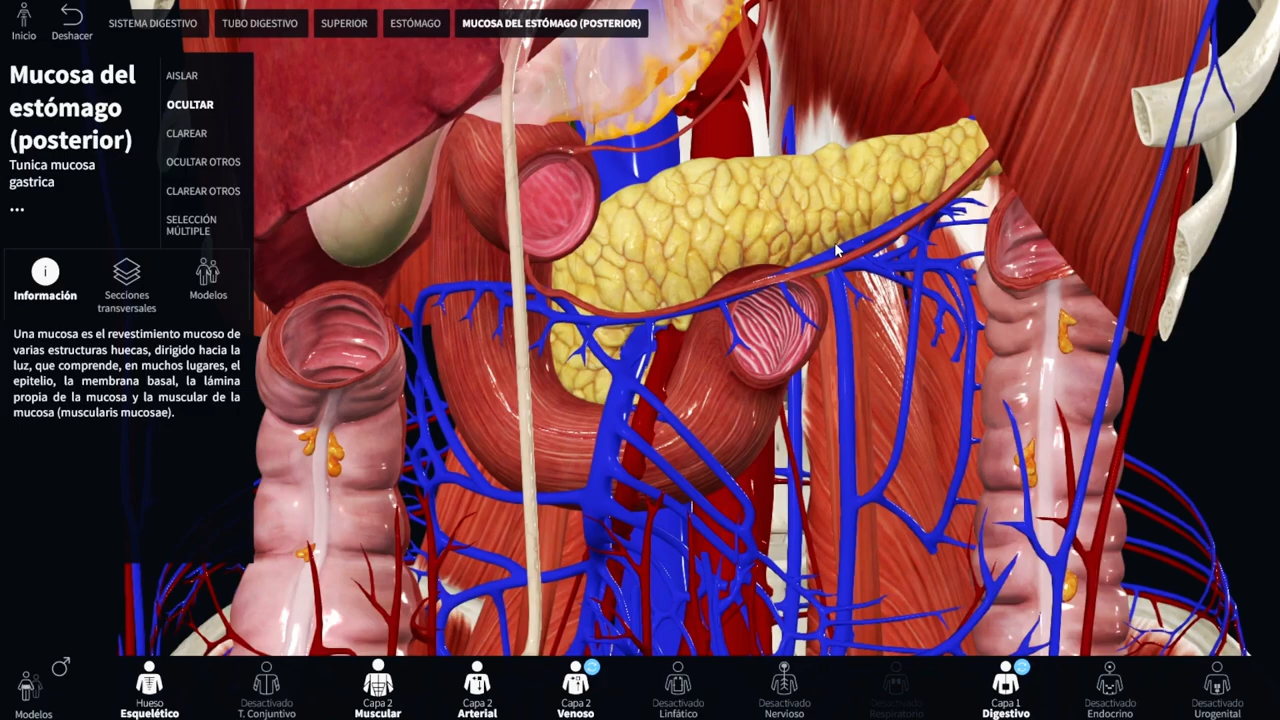 Inicio
Deshacer
SISTEMA DIGESTIVO
TUBO DIGESTIVO
SUPERIOR
ESTÓMAGO
MUCOSA DEL ESTÓMAGO (POSTERIOR)
Mucosa del
estómago
(posterior)
Tunica mucosa
gastrica
...
AISLAR
OCULTAR
CLAREAR
OCULTAR OTROS
CLAREAR OTROS
SELECCIÓN
MÚLTIPLE
i
Información
Secciones
transversales
Modelos
Una mucosa es el revestimiento mucoso de
varias estructuras huecas, dirigido hacia la
luz, que comprende, en muchos lugares, el
epitelio, la membrana basal, la lámina
propia de la mucosa y la muscular de la
mucosa (muscularis mucosae).
Modelos
Hueso
Esquelético
Desactivado
T. Conjuntivo
Capa 2
Muscular
Capa 2
Arterial
Capa 2
Venoso
Desactivado
Linfático
Desactivado
Nervioso
Desactivado
Respiratorio
Capa 1
Digestivo
Desactivado
Endocrino
Desactivado
Urogenital